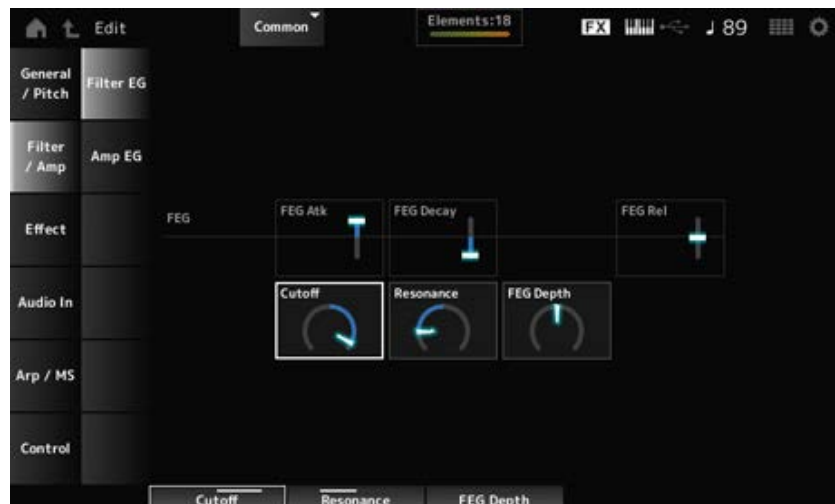 Edit
Common
Elements:18
FX
♩ 89
General
/ Pitch
Filter EG
Filter
/ Amp
Amp EG
Effect
FEG
FEG Atk
FEG Decay
FEG Rel
Audio In
Cutoff
Resonance
FEG Depth
Arp / MS
Control
Cutoff
Resonance
FEG Depth